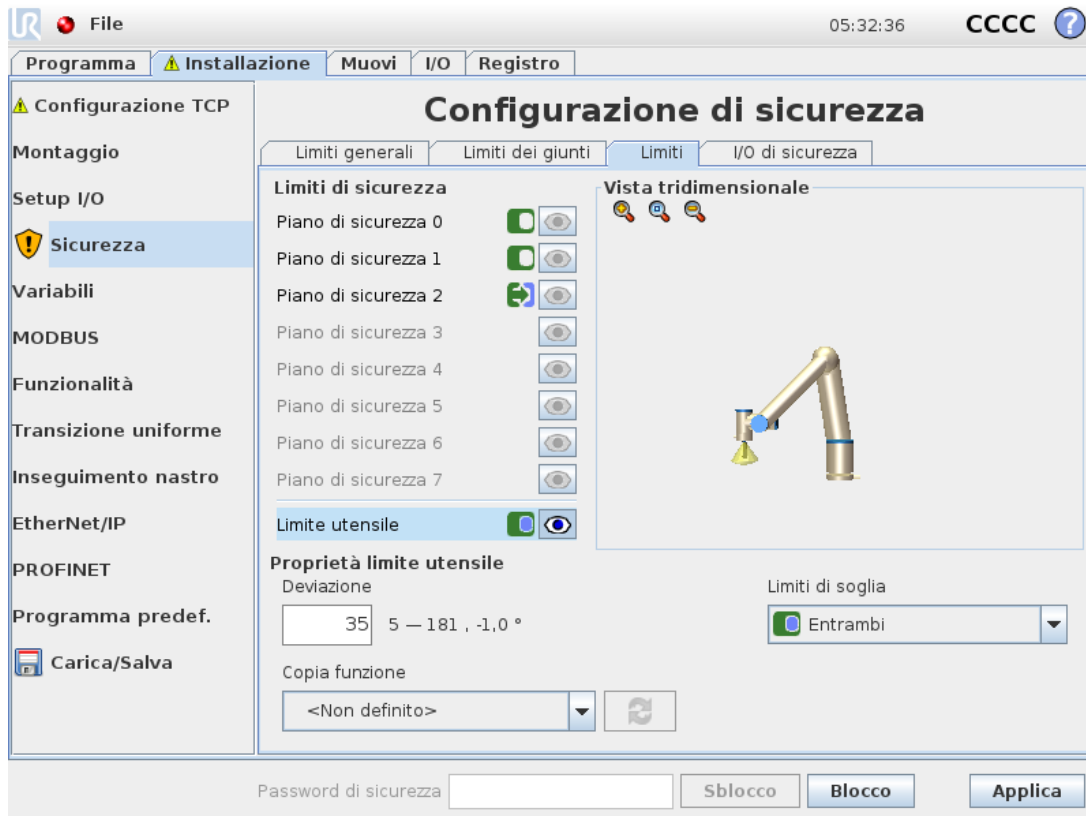 UR File 05:32:36 CCCC ?
Programma Installazione Muovi I/O Registro
Configurazione TCP
Montaggio
Setup I/O
Sicurezza
Variabili
MODBUS
Funzionalità
Transizione uniforme
Inseguimento nastro
EtherNet/IP
PROFINET
Programma predef.
Carica/Salva
Configurazione di sicurezza
Limiti generali Limiti dei giunti Limiti I/O di sicurezza
Limiti di sicurezza
Piano di sicurezza 0
Piano di sicurezza 1
Piano di sicurezza 2
Piano di sicurezza 3
Piano di sicurezza 4
Piano di sicurezza 5
Piano di sicurezza 6
Piano di sicurezza 7
Limite utensile
Vista tridimensionale
Proprietà limite utensile
Deviazione
35 5 — 181 , -1,0 °
Limiti di soglia
Entrambi
Copia funzione
<Non definito>
Password di sicurezza Sblocco Blocco Applica